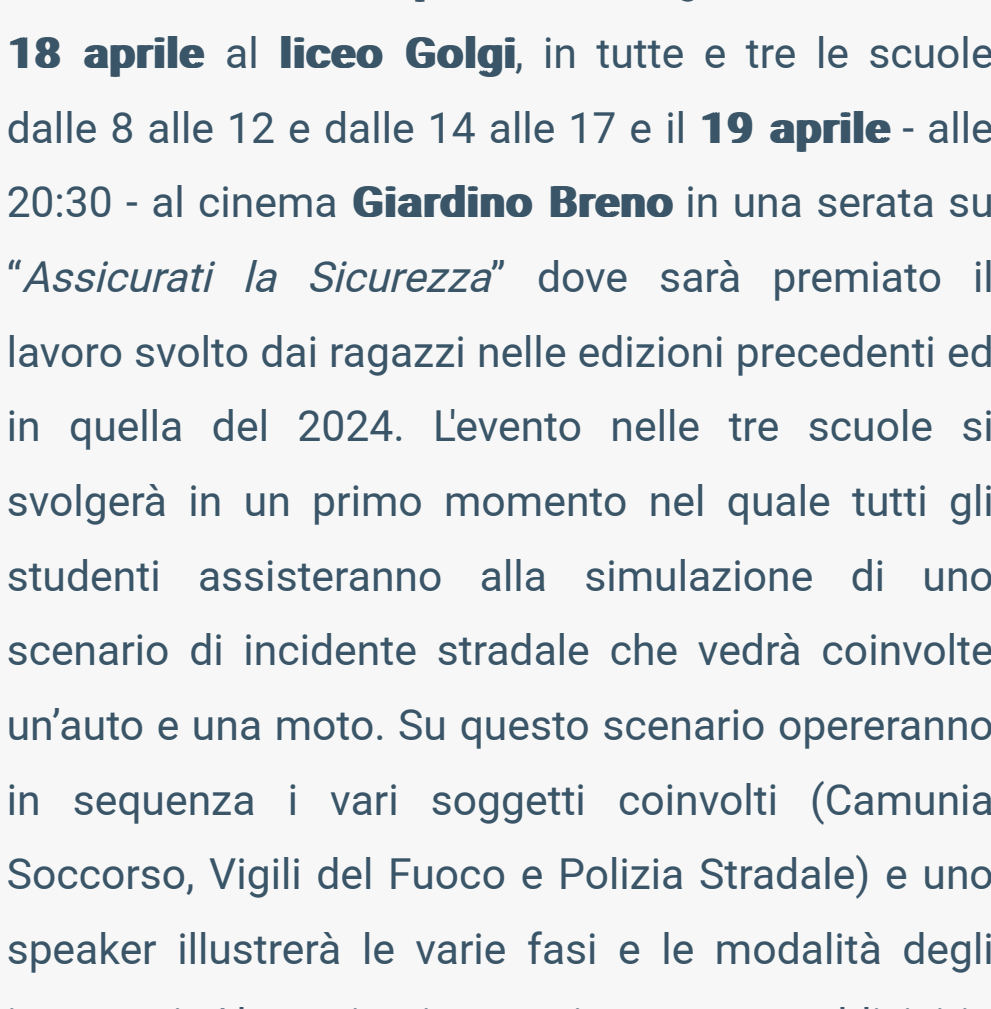 18 aprile al liceo Golgi, in tutte e tre le scuole
dalle 8 alle 12 e dalle 14 alle 17 e il 19 aprile - alle
20:30 - al cinema Giardino Breno in una serata su
“Assicurati la Sicurezza” dove sarà premiato il
lavoro svolto dai ragazzi nelle edizioni precedenti ed
in quella del 2024. L'evento nelle tre scuole si
svolgerà in un primo momento nel quale tutti gli
studenti assisteranno alla simulazione di uno
scenario di incidente stradale che vedrà coinvolte
un’auto e una moto. Su questo scenario opereranno
in sequenza i vari soggetti coinvolti (Camunia
Soccorso, Vigili del Fuoco e Polizia Stradale) e uno
speaker illustrerà le varie fasi e le modalità degli